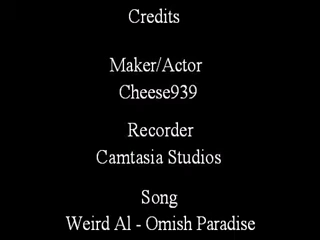 Credits
Maker/Actor
Cheese939
Recorder
Camtasia Studios
Song
Weird Al - Omish Paradise